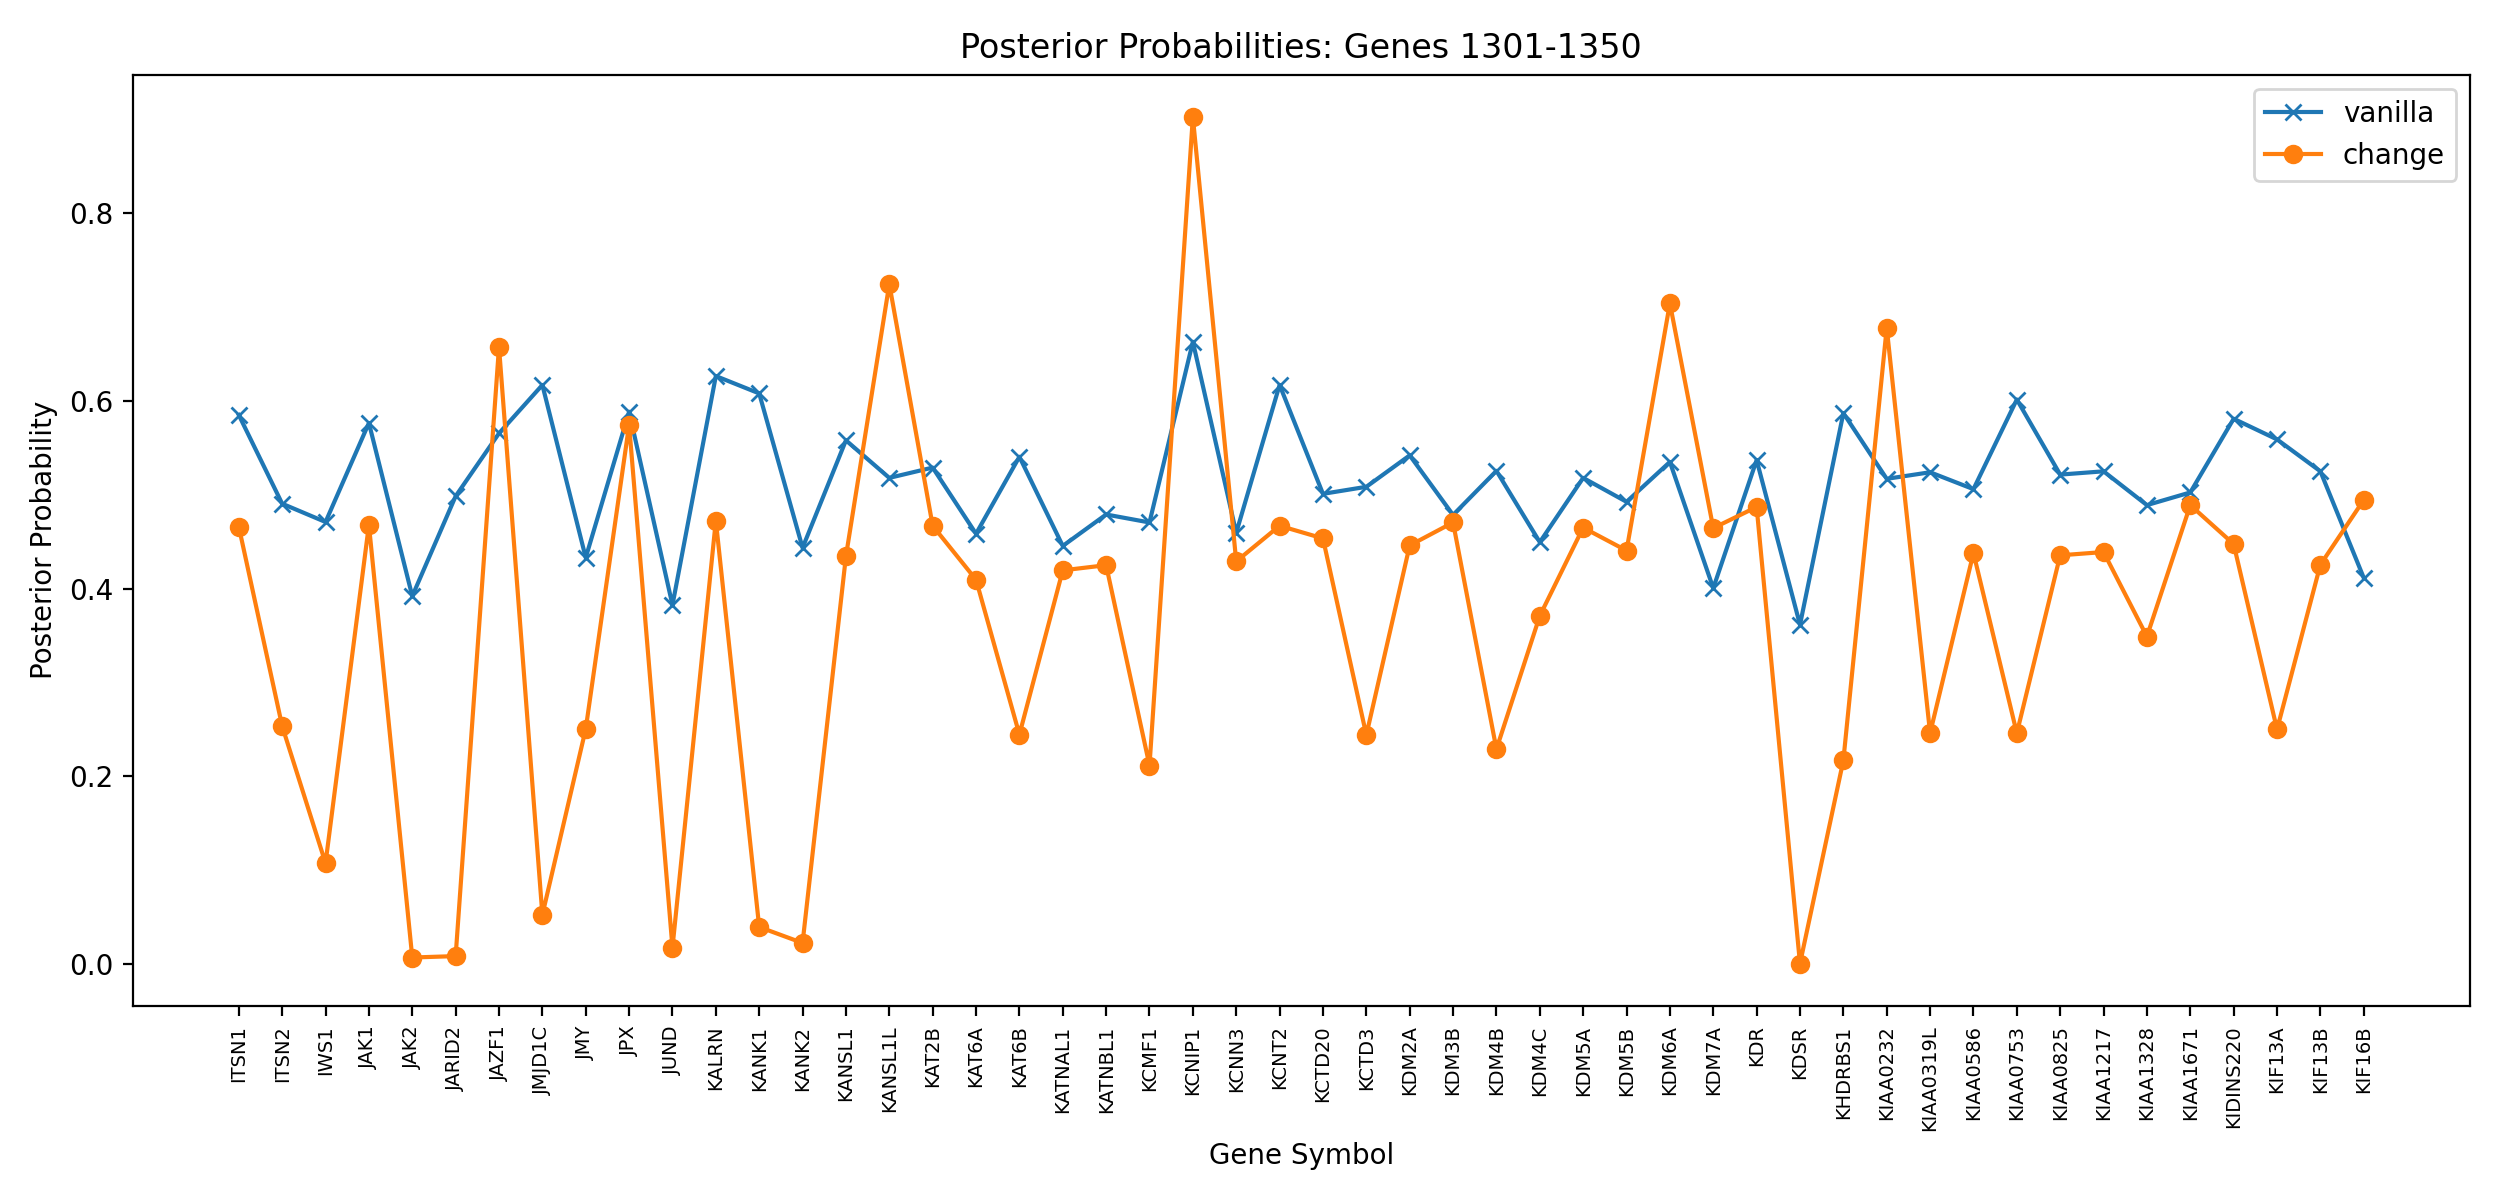 Posterior Probabilities: Genes 1301-1350
vanilla
change
Posterior Probability
0.8
0.6
0.4
0.2
0.0
ITSN1
ITSN2
IWS1
JAK1
JAK2
JARID2
JAZF1
JMJD1C
JMY
JPX
JUND
KALRN
KANK1
KANK2
KANSL1
KANSL1L
KAT2B
KAT6A
KAT6B
KATNAL1
KATNBL1
KCMF1
KCNIP1
KCNN3
KCNT2
KCTD20
KCTD3
KDM2A
KDM3B
KDM4B
KDM4C
KDM5A
KDM5B
KDM6A
KDM7A
KDR
KDSR
KHDRBS1
KIAA0232
KIAA0319L
KIAA0586
KIAA0753
KIAA0825
KIAA1217
KIAA1328
KIAA1671
KIDINS220
KIF13A
KIF13B
KIF16B
Gene Symbol